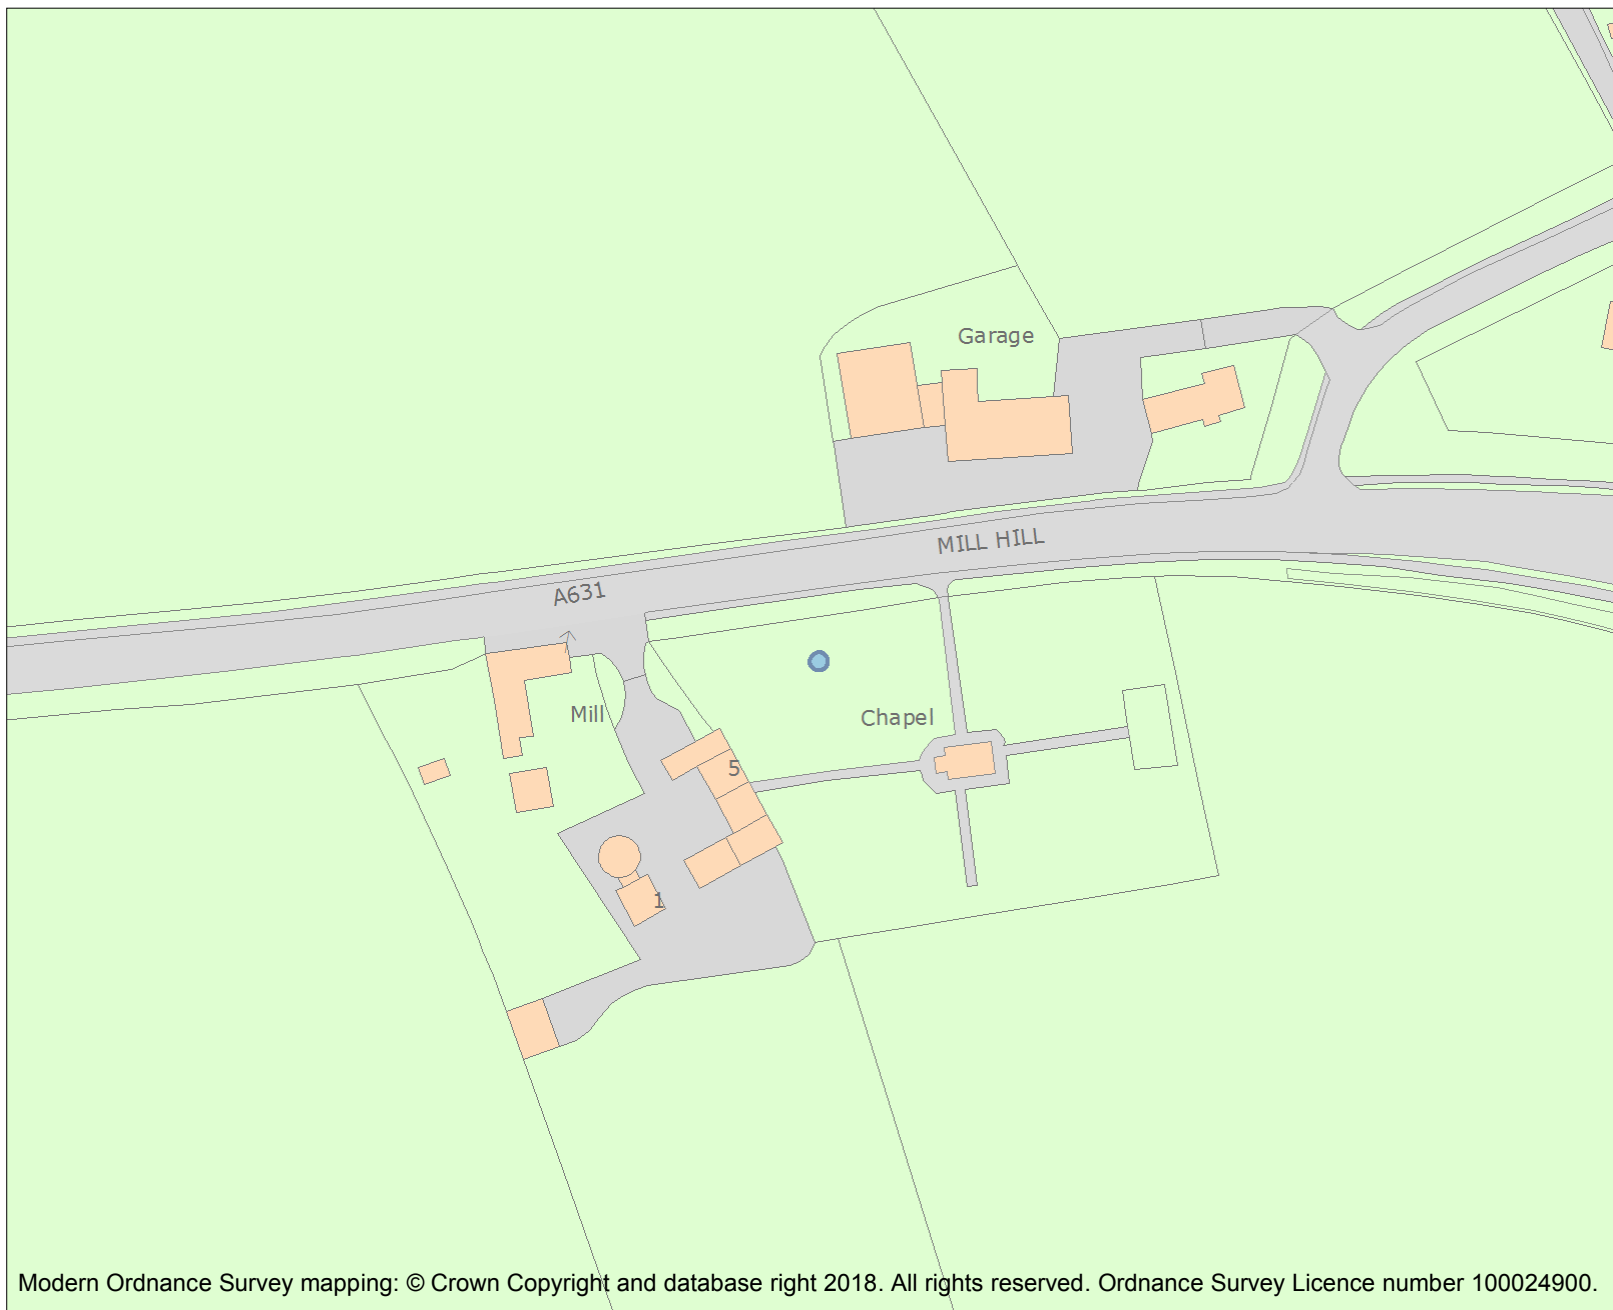 Garage
MILL HILL
A631
Mill
Chapel
5
1
Modern Ordnance Survey mapping: © Crown Copyright and database right 2018. All rights reserved. Ordnance Survey Licence number 100024900.